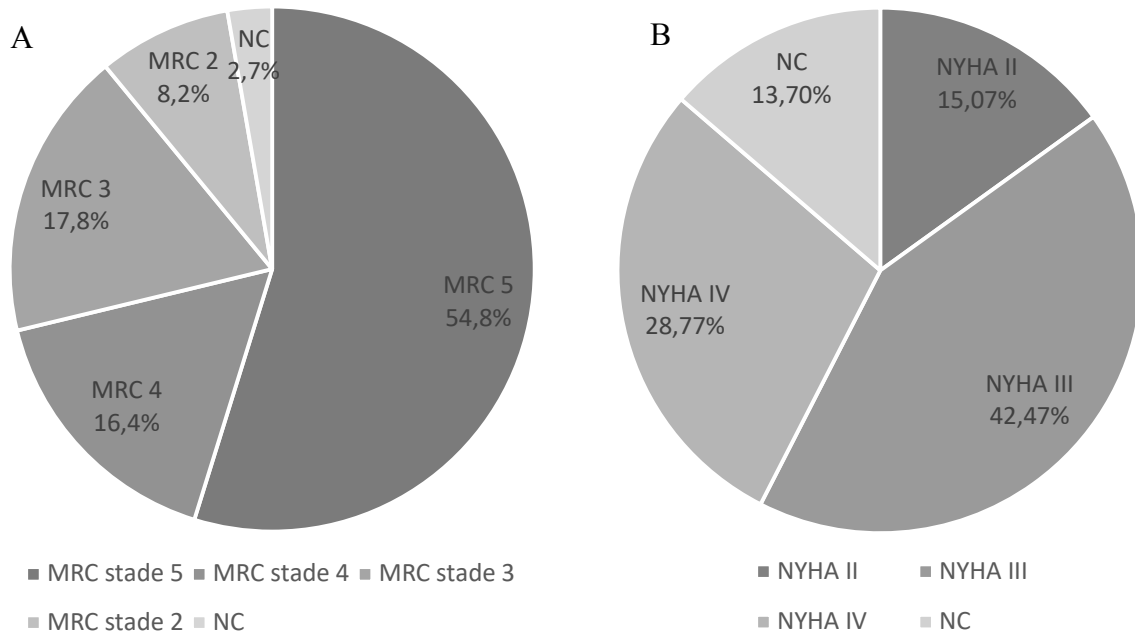 A
NC
2,7%
MRC 2
8,2%
MRC 3
17,8%
MRC 4
16,4%
MRC 5
54,8%
■ MRC stade 5 ■ MRC stade 4 ■ MRC stade 3
■ MRC stade 2 ■ NC
B
NC
13,70%
NYHA II
15,07%
NYHA IV
28,77%
NYHA III
42,47%
■ NYHA II ■ NYHA III
■ NYHA IV ■ NC